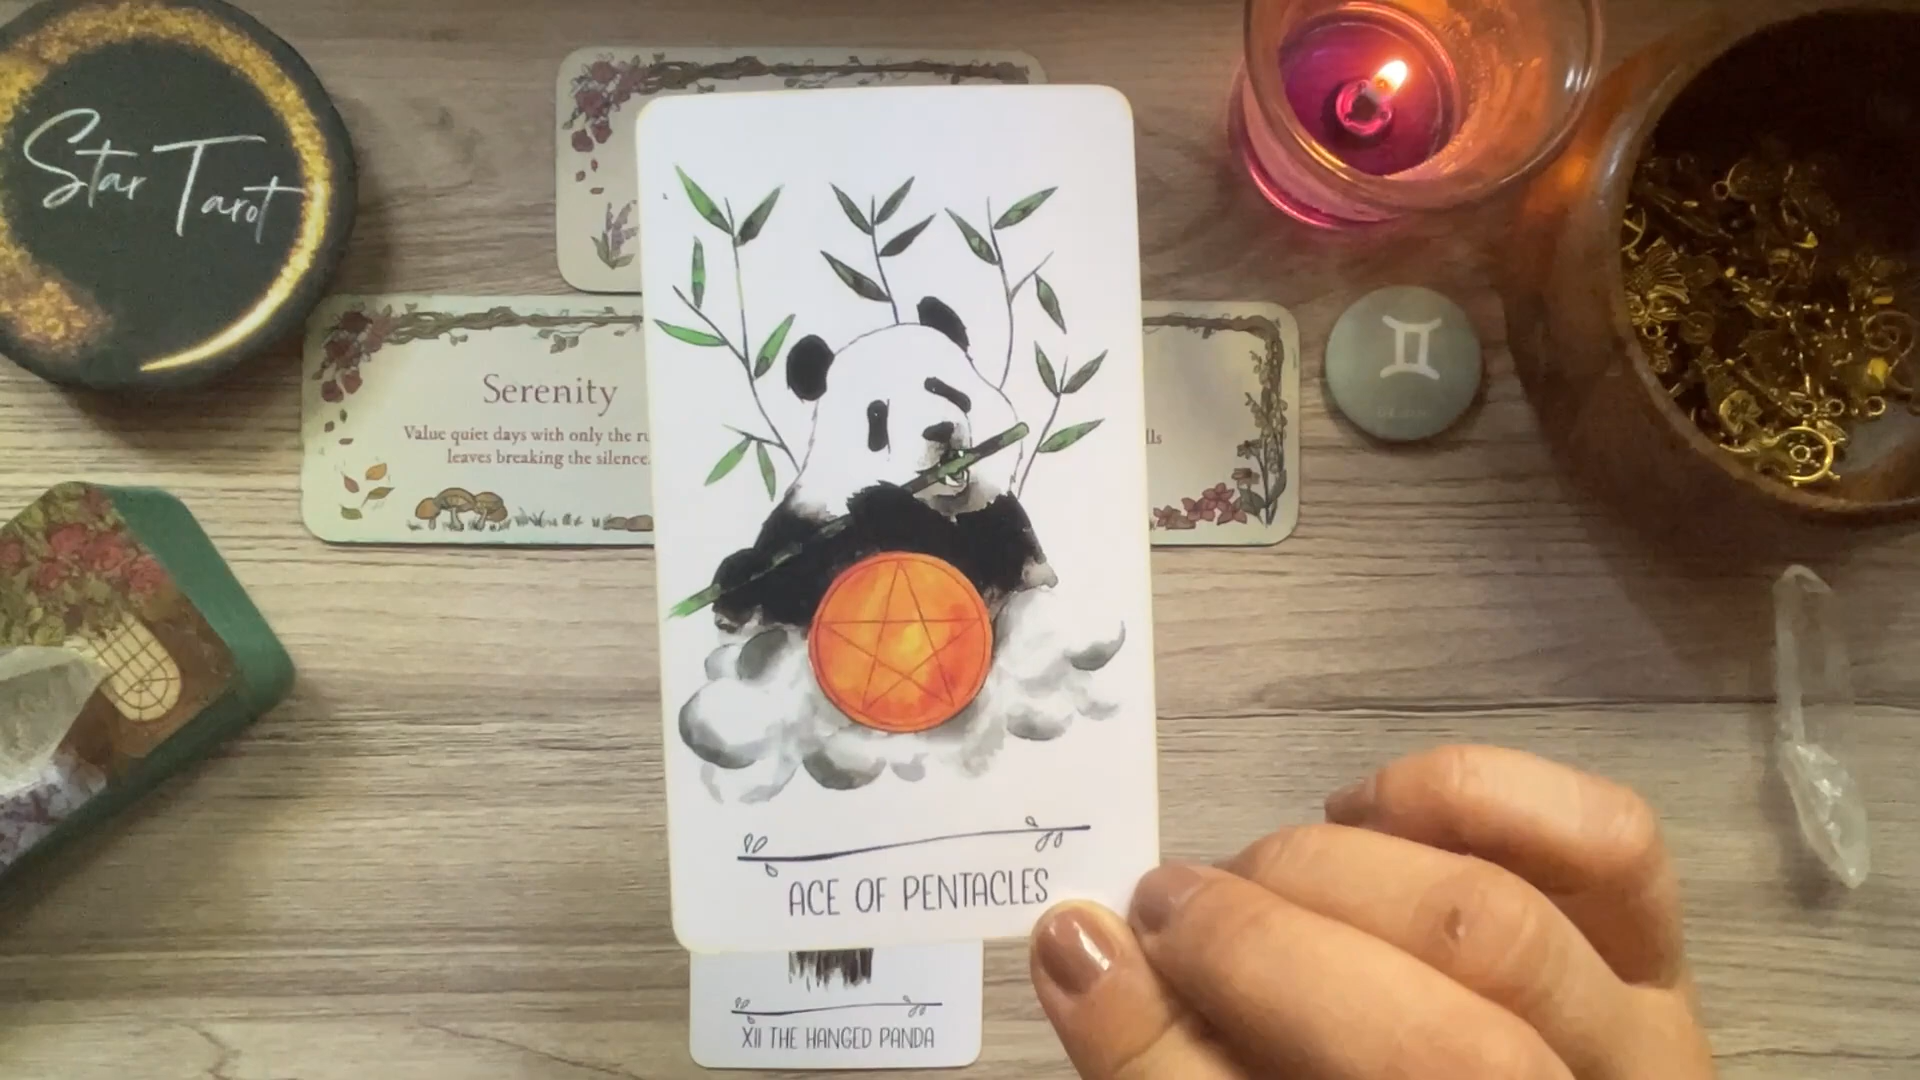 Star Tarot
Serenity
Value quiet days with only the
leaves breaking the silence.
ACE OF PENTACLES
XII THE HANGED PANDA